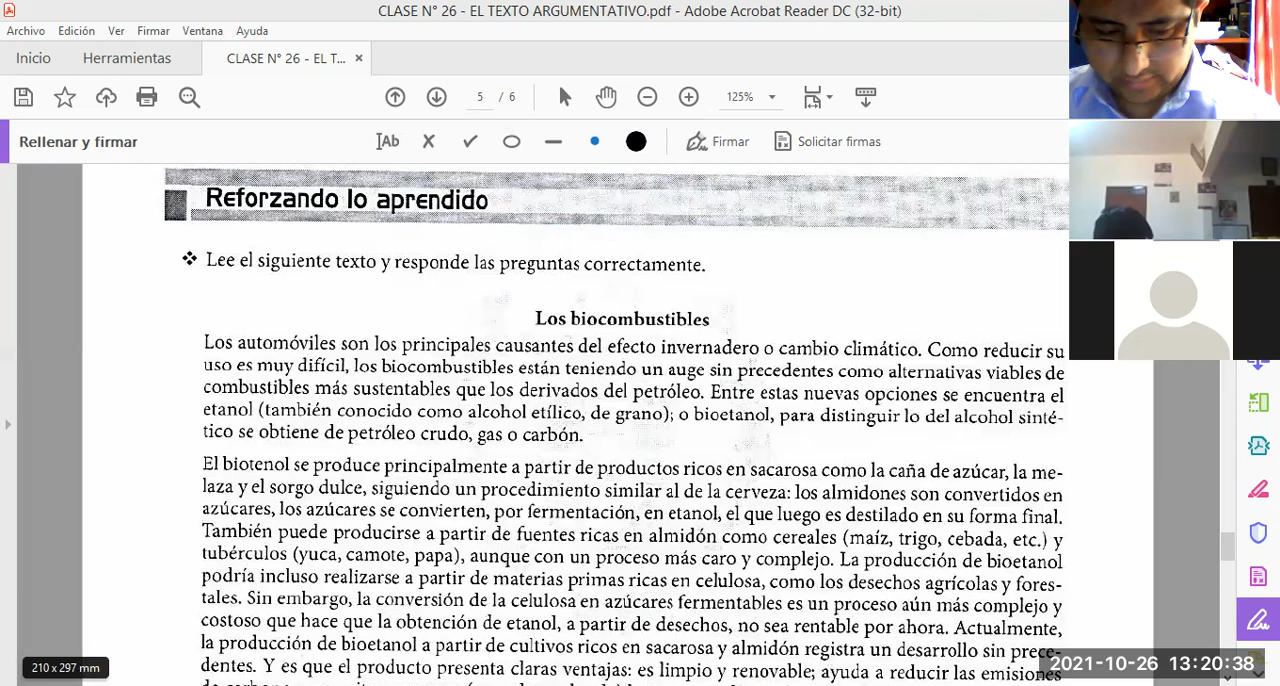 CLASE N° 26 - EL TEXTO ARGUMENTATIVO.pdf - Adobe Acrobat Reader DC (32-bit)
Archivo Edición Ver Firmar Ventana Ayuda
Inicio Herramientas CLASE N° 26 - EL T... ×
5 / 6 125%
Rellenar y firmar Ab Firmar Solicitar firmas
Reforzando lo aprendido
❖ Lee el siguiente texto y responde las preguntas correctamente.
Los biocombustibles
Los automóviles son los principales causantes del efecto invernadero o cambio climático. Como reducir su
uso es muy difícil, los biocombustibles están teniendo un auge sin precedentes como alternativas viables de
combustibles más sustentables que los derivados del petróleo. Entre estas nuevas opciones se encuentra el
etanol (también conocido como alcohol etílico, de grano); o bioetanol, para distinguir lo del alcohol sinté-
tico se obtiene de petróleo crudo, gas o carbón.
El biotenol se produce principalmente a partir de productos ricos en sacarosa como la caña de azúcar, la me-
laza y el sorgo dulce, siguiendo un procedimiento similar al de la cerveza: los almidones son convertidos en
azúcares, los azúcares se convierten, por fermentación, en etanol, el que luego es destilado en su forma final.
También puede producirse a partir de fuentes ricas en almidón como cereales (maíz, trigo, cebada, etc.) y
tubérculos (yuca, camote, papa), aunque con un proceso más caro y complejo. La producción de bioetanol
podría incluso realizarse a partir de materias primas ricas en celulosa, como los desechos agrícolas y fores-
tales. Sin embargo, la conversión de la celulosa en azúcares fermentables es un proceso aún más complejo y
costoso que hace que la obtención de etanol, a partir de desechos, no sea rentable por ahora. Actualmente,
la producción de bioetanol a partir de cultivos ricos en sacarosa y almidón registra un desarrollo sin prece-
dentes. Y es que el producto presenta claras ventajas: es limpio y renovable; ayuda a reducir las emisiones
210 x 297 mm
2021-10-26 13:20:38